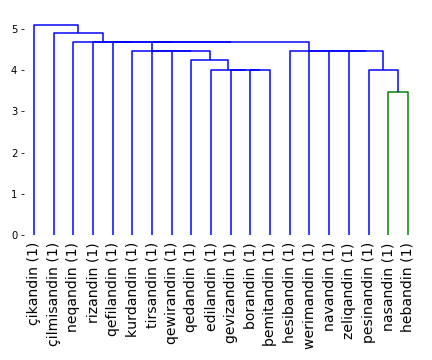 5
4
3
2
1
0
çikandin (1)
çilmisandin (1)
neqandin (1)
rizandin (1)
qefilandin (1)
kurdandin (1)
tirsandin (1)
qewirandin (1)
qedandin (1)
edilandin (1)
gevizandin (1)
borandin (1)
þemitandin (1)
hesibandin (1)
werimandin (1)
navandin (1)
zeliqandin (1)
pesinandin (1)
nasandin (1)
hebandin (1)